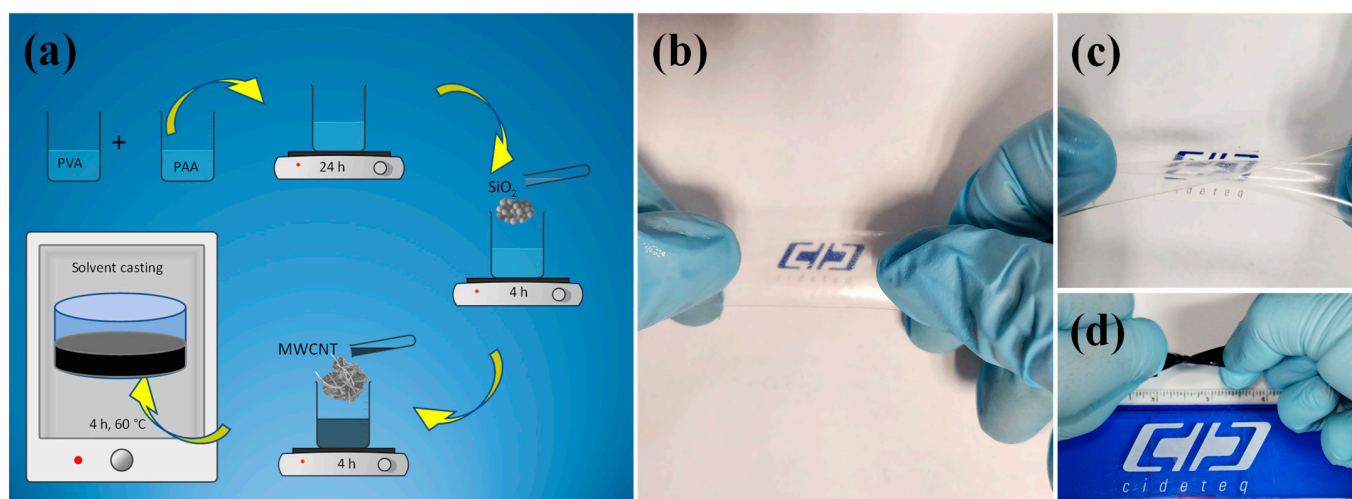 (a)
PVA
+
PAA
24 h
SiO₂
4 h
MWCNT
4 h
Solvent casting
4 h, 60 °C
(b)
cideteq
(c)
cideteq
(d)
cideteq